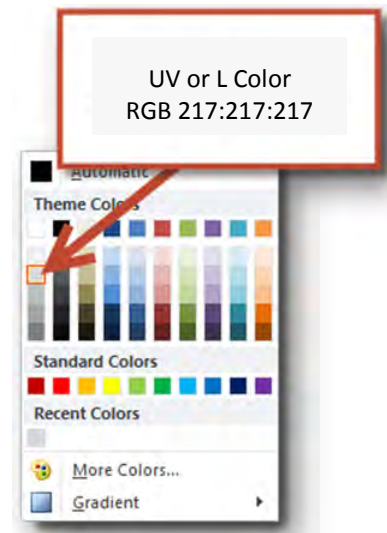 UV or L Color
RGB 217:217:217
Automatic
Theme Colors
Standard Colors
Recent Colors
More Colors...
Gradient